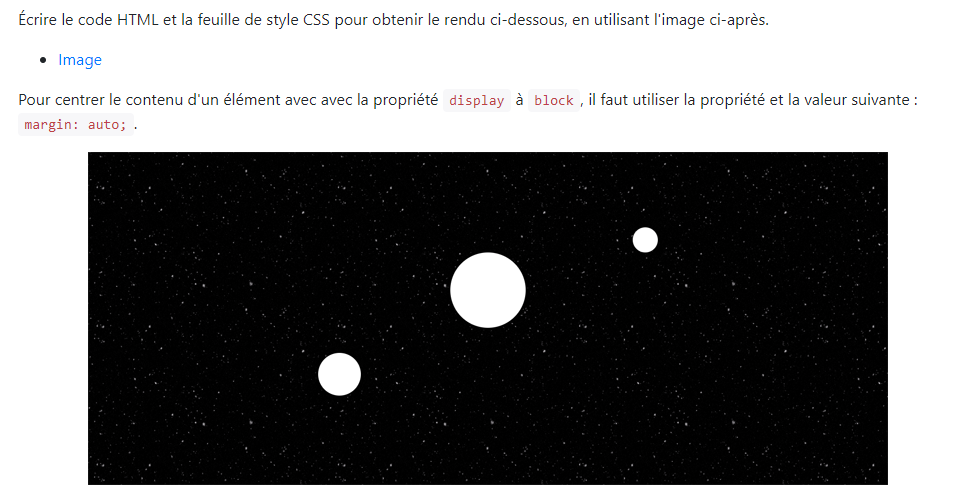 Écrire le code HTML et la feuille de style CSS pour obtenir le rendu ci-dessous, en utilisant l'image ci-après.
Image
Pour centrer le contenu d'un élément avec avec la propriété display à block, il faut utiliser la propriété et la valeur suivante :
margin: auto; .